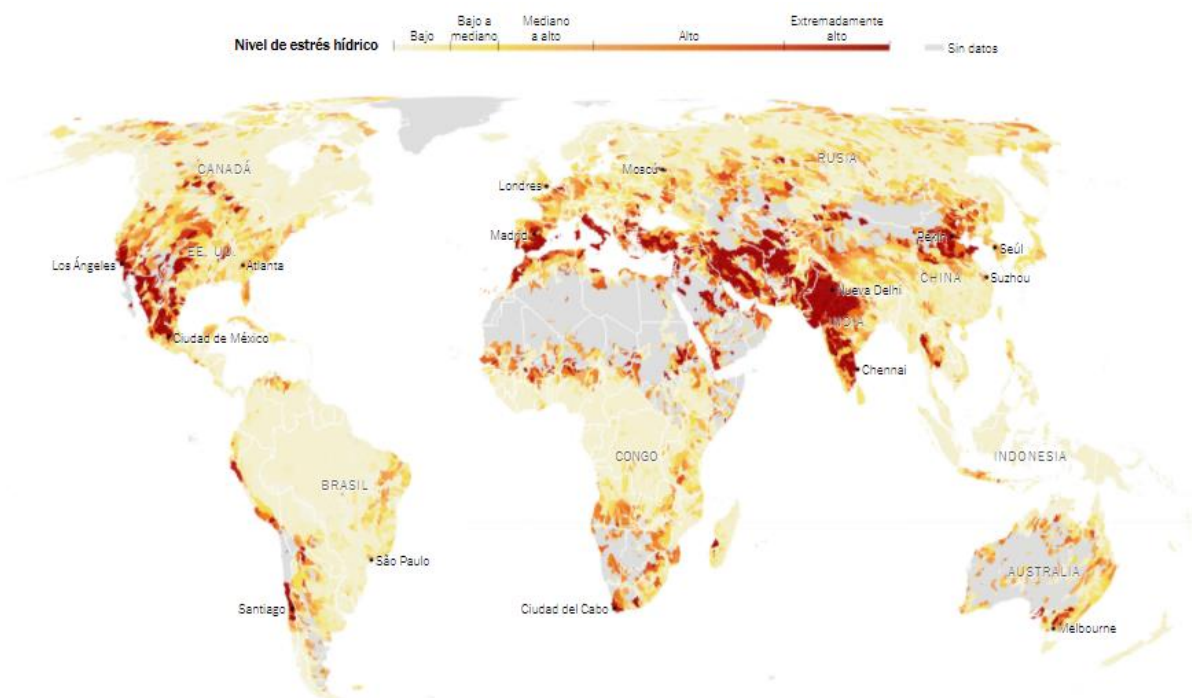 Nivel de estrés hídrico
Bajo
Bajo a
mediano
Mediano
a alto
Alto
Extremadamente
alto
Sin datos
CANADÁ
RUSIA
Moscú
Londres
Madrid
EE. UU.
Los Ángeles
Atlanta
Pekín
Seúl
CHINA
Suzhou
Nueva Delhi
INDIA
Ciudad de México
Chennai
CONGO
INDONESIA
BRASIL
São Paulo
AUSTRALIA
Santiago
Ciudad del Cabo
Melbourne